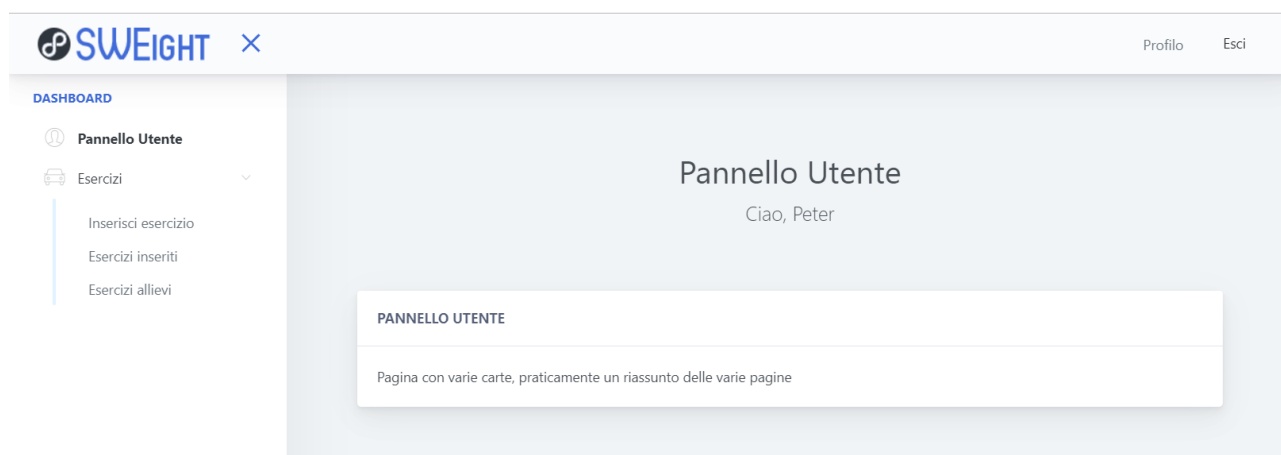 SWEIGHT
Profilo
Esci
DASHBOARD
Pannello Utente
Esercizi
Inserisci esercizio
Esercizi inseriti
Esercizi allievi
Pannello Utente
Ciao, Peter
PANNELLO UTENTE
Pagina con varie carte, praticamente un riassunto delle varie pagine